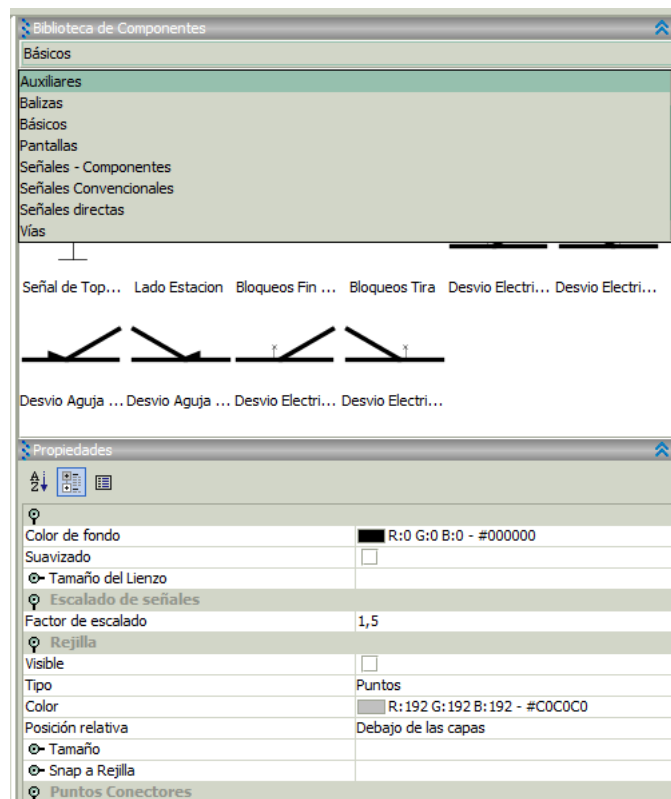 Biblioteca de Componentes
Básicos
Auxiliares
Balizas
Básicos
Pantallas
Señales - Componentes
Señales Convencionales
Señales directas
Vías
Señal de Top... Lado Estacion Bloqueos Fin ... Bloqueos Tira Desvio Electri... Desvio Electri...
Desvio Aguja ... Desvio Aguja ... Desvio Electri... Desvio Electri...
Propiedades
Color de fondo R:0 G:0 B:0 - #000000
Suavizado
Tamaño del Lienzo
Escalado de señales
Factor de escalado 1,5
Rejilla
Visible
Tipo Puntos
Color R:192 G:192 B:192 - #C0C0C0
Posición relativa Debajo de las capas
Tamaño
Snap a Rejilla
Puntos Conectores